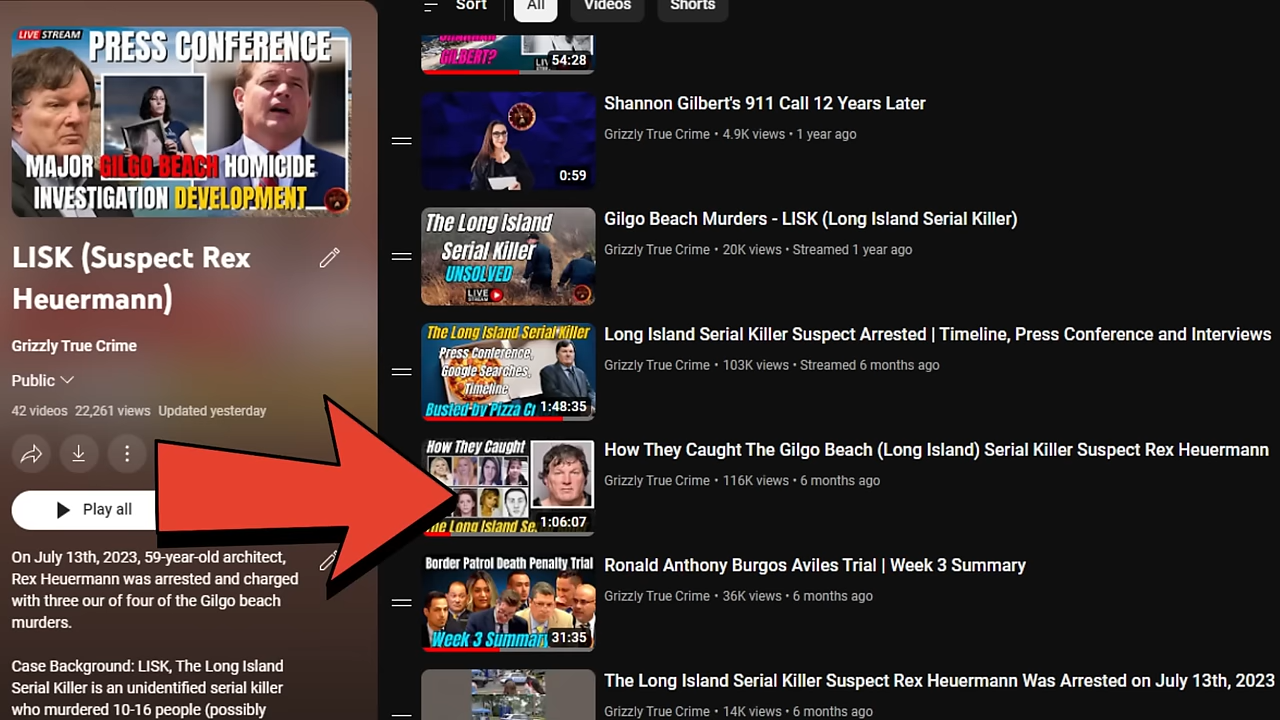 LIVE STREAM
PRESS CONFERENCE
MAJOR GILGO BEACH HOMICIDE
INVESTIGATION DEVELOPMENT
LISK (Suspect Rex
Heuermann)
Grizzly True Crime
Public
42 videos 22,261 views Updated yesterday
Play all
On July 13th, 2023, 59-year-old architect,
Rex Heuermann was arrested and charged
with three our of four of the Gilgo beach
murders.
Case Background: LISK, The Long Island
Serial Killer is an unidentified serial killer
who murdered 10-16 people (possibly
Sort
All
Videos
Shorts
GILBERT?
54:28
0:59
Shannon Gilbert's 911 Call 12 Years Later
Grizzly True Crime • 4.9K views • 1 year ago
The Long Island
Serial Killer
UNSOLVED
LIVE
STREAM
Gilgo Beach Murders - LISK (Long Island Serial Killer)
Grizzly True Crime • 20K views • Streamed 1 year ago
The Long Island Serial Killer
Press Conference,
Google Searches,
Timeline
Busted by Pizza
1:48:35
Long Island Serial Killer Suspect Arrested | Timeline, Press Conference and Interviews
Grizzly True Crime • 103K views • Streamed 6 months ago
How They Caught
The Long Island
1:06:07
How They Caught The Gilgo Beach (Long Island) Serial Killer Suspect Rex Heuermann
Grizzly True Crime • 116K views • 6 months ago
Border Patrol Death Penalty Trial
Week 3 Summary
31:35
Ronald Anthony Burgos Aviles Trial | Week 3 Summary
Grizzly True Crime • 36K views • 6 months ago
The Long Island Serial Killer Suspect Rex Heuermann Was Arrested on July 13th, 2023
Grizzly True Crime • 14K views • 6 months ago